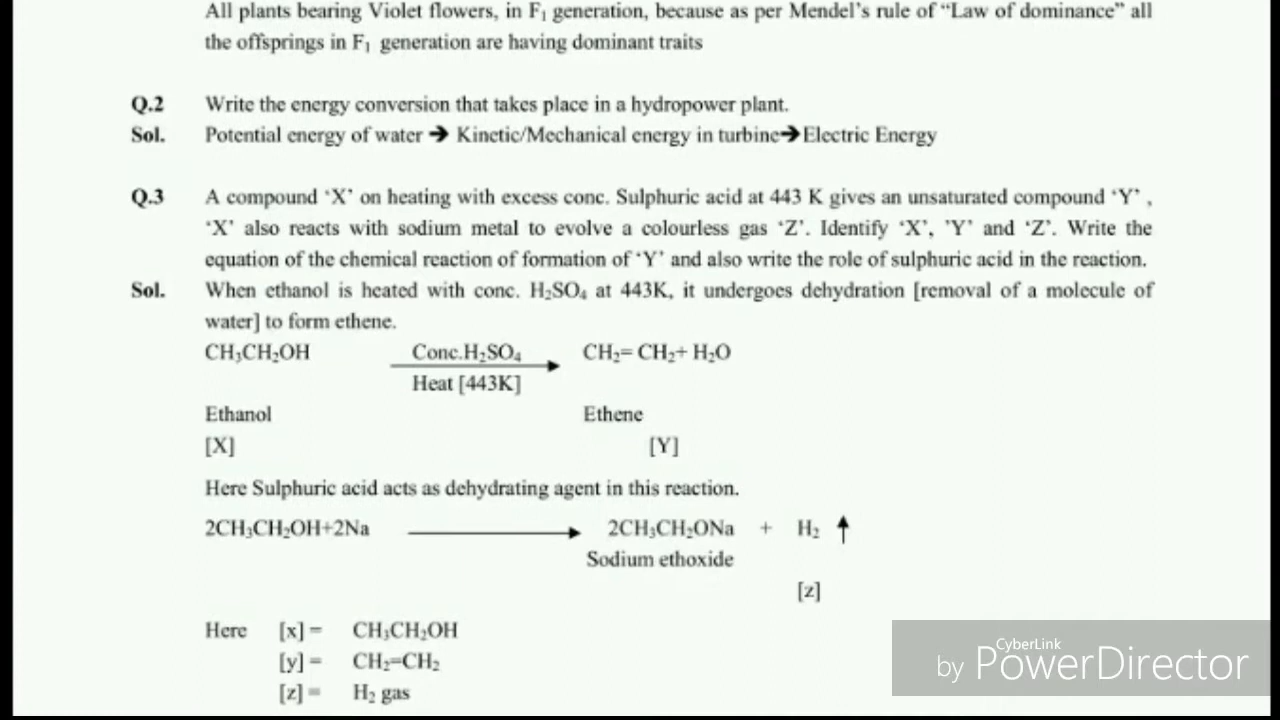 All plants bearing Violet flowers, in F₁ generation, because as per Mendel's rule of “Law of dominance” all
the offsprings in F₁ generation are having dominant traits
Q.2 Write the energy conversion that takes place in a hydropower plant.
Sol. Potential energy of water ➔ Kinetic/Mechanical energy in turbine➔Electric Energy
Q.3 A compound ‘X’ on heating with excess conc. Sulphuric acid at 443 K gives an unsaturated compound ‘Y’ ,
‘X’ also reacts with sodium metal to evolve a colourless gas ‘Z’. Identify ‘X’, ’Y’ and ‘Z’. Write the
equation of the chemical reaction of formation of ‘Y’ and also write the role of sulphuric acid in the reaction.
Sol. When ethanol is heated with conc. H₂SO₄ at 443K, it undergoes dehydration [removal of a molecule of
water] to form ethene.
CH₃CH₂OH Conc.H₂SO₄ CH₂= CH₂+ H₂O
Heat [443K]
Ethanol Ethene
[X] [Y]
Here Sulphuric acid acts as dehydrating agent in this reaction.
2CH₃CH₂OH+2Na ⟶ 2CH₃CH₂ONa + H₂ ↑
Sodium ethoxide
[z]
Here [x] = CH₃CH₂OH
[y] = CH₂=CH₂
[z] = H₂ gas
CyberLink
by PowerDirector